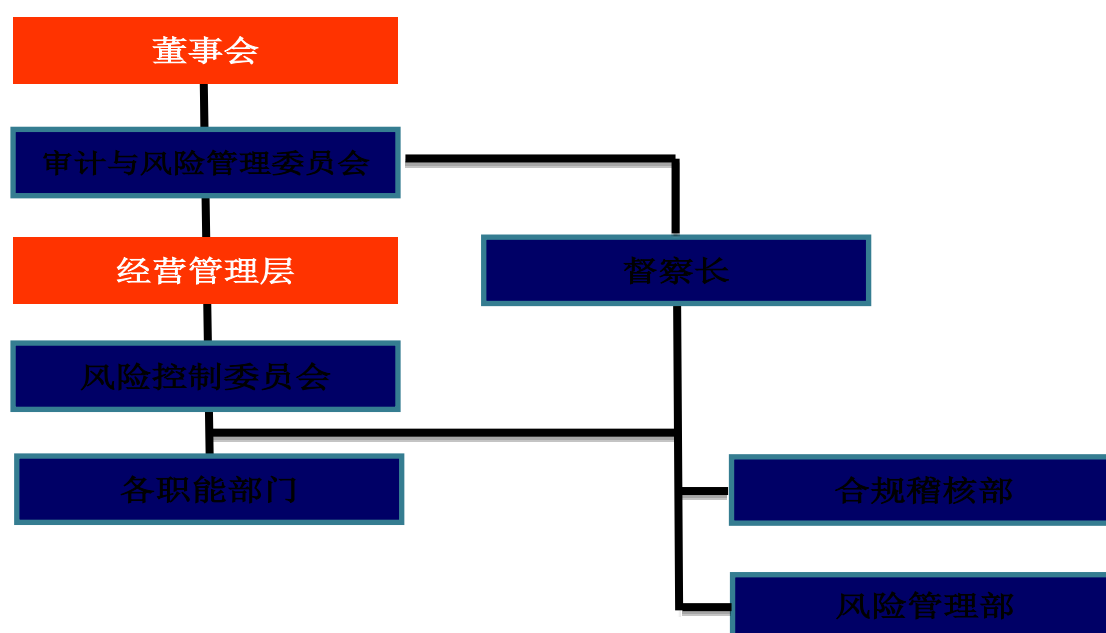 董事会
审计与风险管理委员会
经营管理层
督察长
风险控制委员会
各职能部门
合规稽核部
风险管理部